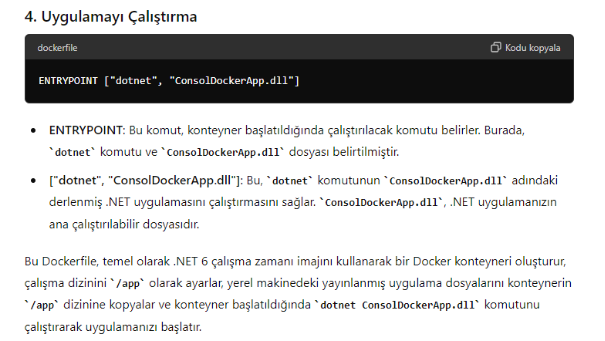 4. Uygulamayı Çalıştırma
dockerfile
Kodu kopyala
ENTRYPOINT ["dotnet", "ConsolDockerApp.dll"]
• ENTRYPOINT: Bu komut, konteyner başlatıldığında çalıştırılacak komutu belirler. Burada,
`dotnet` komutu ve `ConsolDockerApp.dll` dosyası belirtilmiştir.
• ["dotnet", "ConsolDockerApp.dll"]: Bu, `dotnet` komutunun `ConsolDockerApp.dll` adındaki
derlenmiş .NET uygulamasını çalıştırmasını sağlar. `ConsolDockerApp.dll`, .NET uygulamanızın
ana çalıştırılabilir dosyasıdır.
Bu Dockerfile, temel olarak .NET 6 çalışma zamanı imajını kullanarak bir Docker konteyneri oluşturur,
çalışma dizinini `/app` olarak ayarlar, yerel makinedeki yayınlanmış uygulama dosyalarını konteynerin
`/app` dizinine kopyalar ve konteyner başlatıldığında `dotnet ConsolDockerApp.dll` komutunu
çalıştırarak uygulamanızı başlatır.